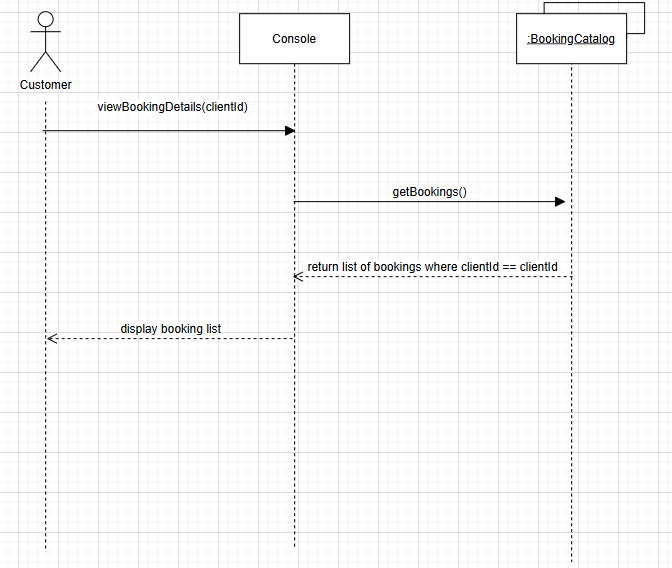 Console
:BookingCatalog
Customer
viewBookingDetails(clientId)
getBookings()
return list of bookings where clientId == clientId
display booking list